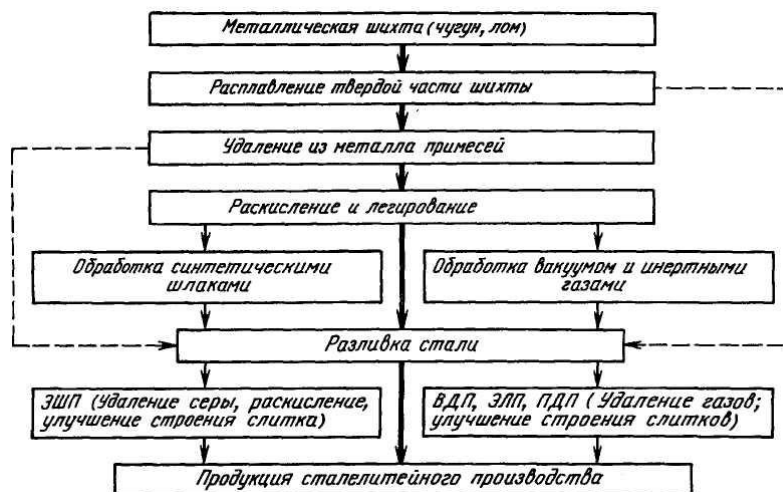 Металлическая шихта (чугун, лом)
Расплавление твердой части шихты
Удаление из металла примесей
Раскисление и легирование
Обработка синтетическими
шлаками
Обработка вакуумом и инертными
газами
Разливка стали
ЭШП (Удаление серы, раскисление,
улучшение строения слитка)
ВДП, ЭЛП, ПДП (Удаление газов;
улучшение строения слитков)
Продукция сталелитейного производства